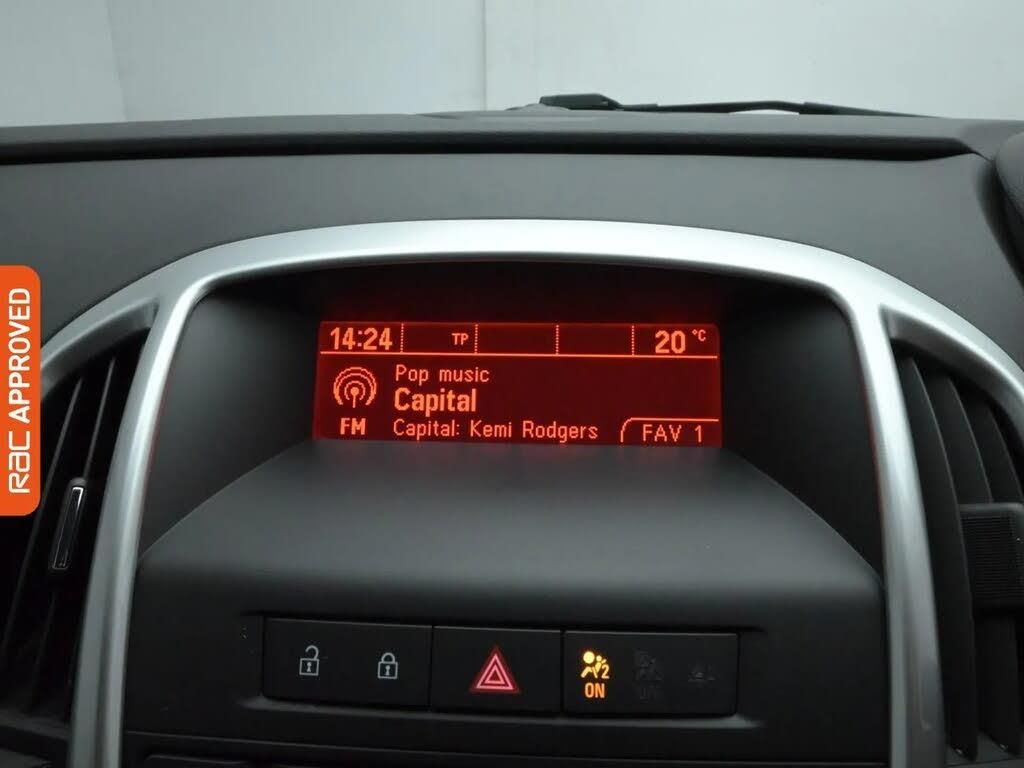 14:24 TP 20 °C
Pop music
Capital
FM Capital: Kemi Rodgers FAV 1
RAC APPROVED
2
ON